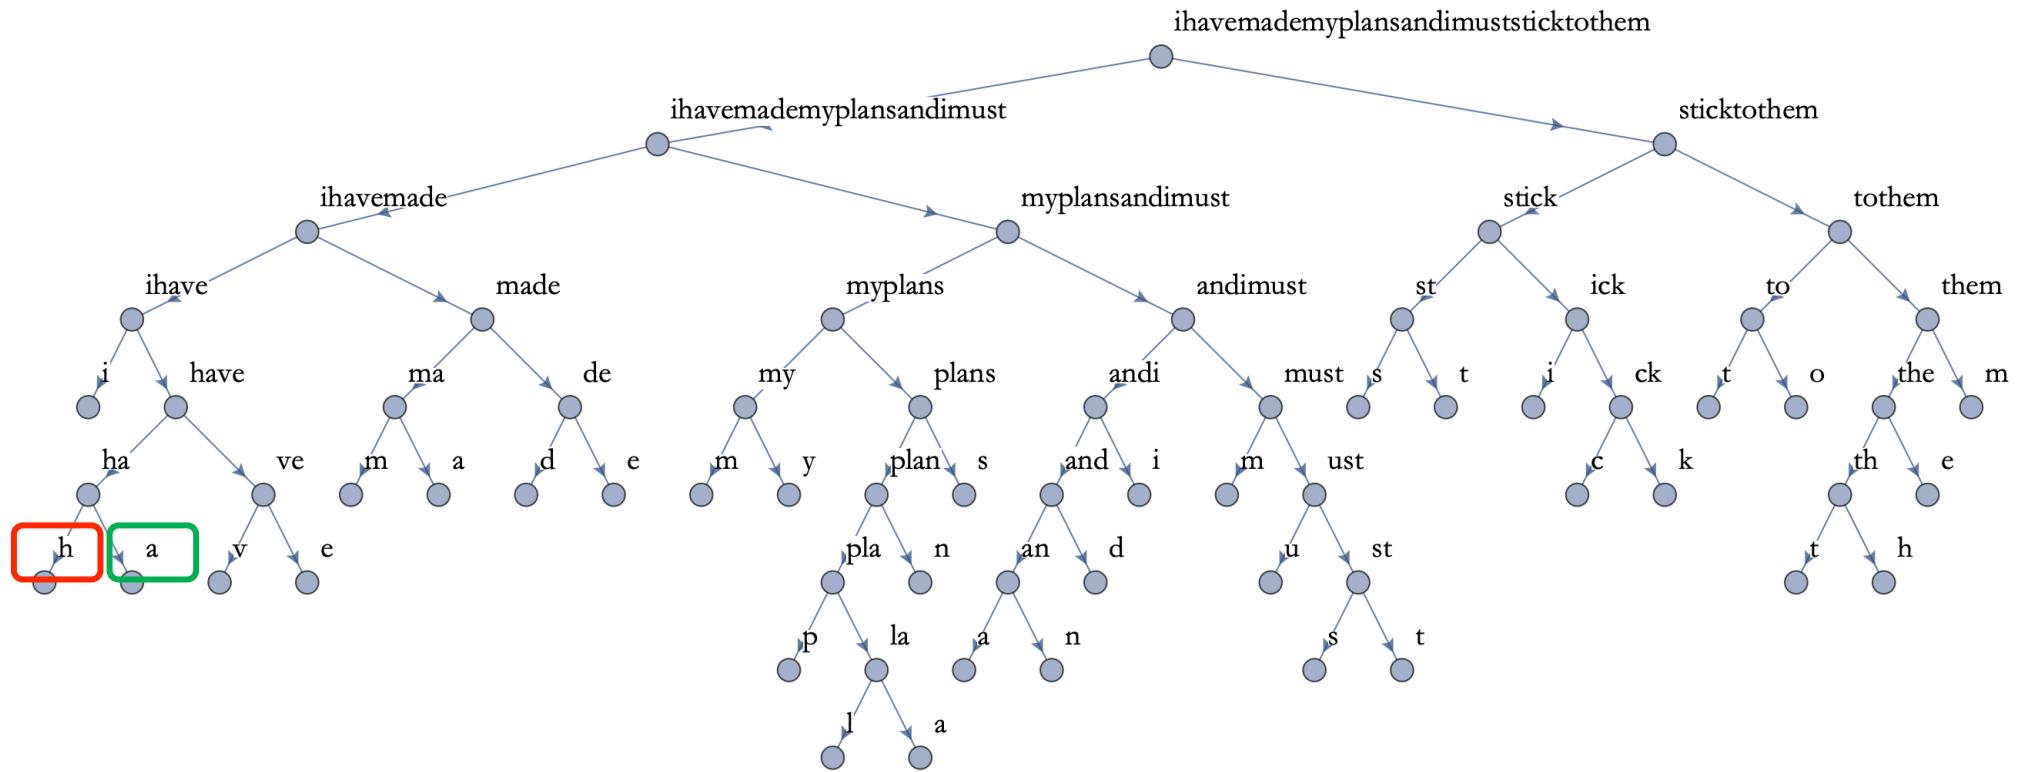 ihavemademyplansandimuststicktothem
ihavemademyplansandimust sticktothem
ihavemade myplansandimust stick tothem
ihave made myplans andimust st ick to them
i have ma de my plans andi must s t i ck t o the m
ha ve m a d e m y plan s and i m ust c k th e
h a v e pla n an d u st t h
p la a n s t
l a